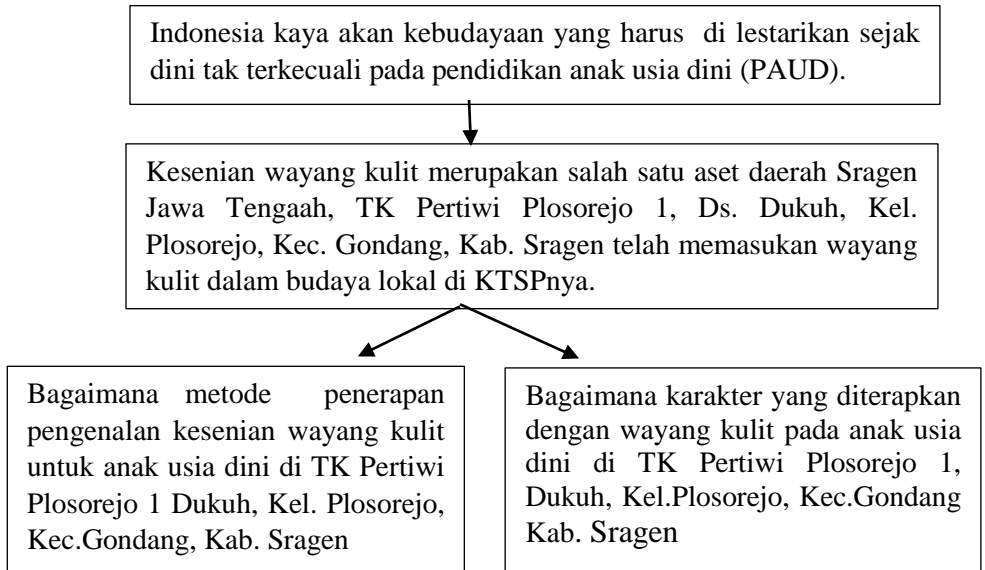 Indonesia kaya akan kebudayaan yang harus di lestarikan sejak
dini tak terkecuali pada pendidikan anak usia dini (PAUD).
Kesenian wayang kulit merupakan salah satu aset daerah Sragen
Jawa Tengaah, TK Pertiwi Plosorejo 1, Ds. Dukuh, Kel.
Plosorejo, Kec. Gondang, Kab. Sragen telah memasukan wayang
kulit dalam budaya lokal di KTSPnya.
Bagaimana metode penerapan
pengenalan kesenian wayang kulit
untuk anak usia dini di TK Pertiwi
Plosorejo 1 Dukuh, Kel. Plosorejo,
Kec.Gondang, Kab. Sragen
Bagaimana karakter yang diterapkan
dengan wayang kulit pada anak usia
dini di TK Pertiwi Plosorejo 1,
Dukuh, Kel.Plosorejo, Kec.Gondang
Kab. Sragen